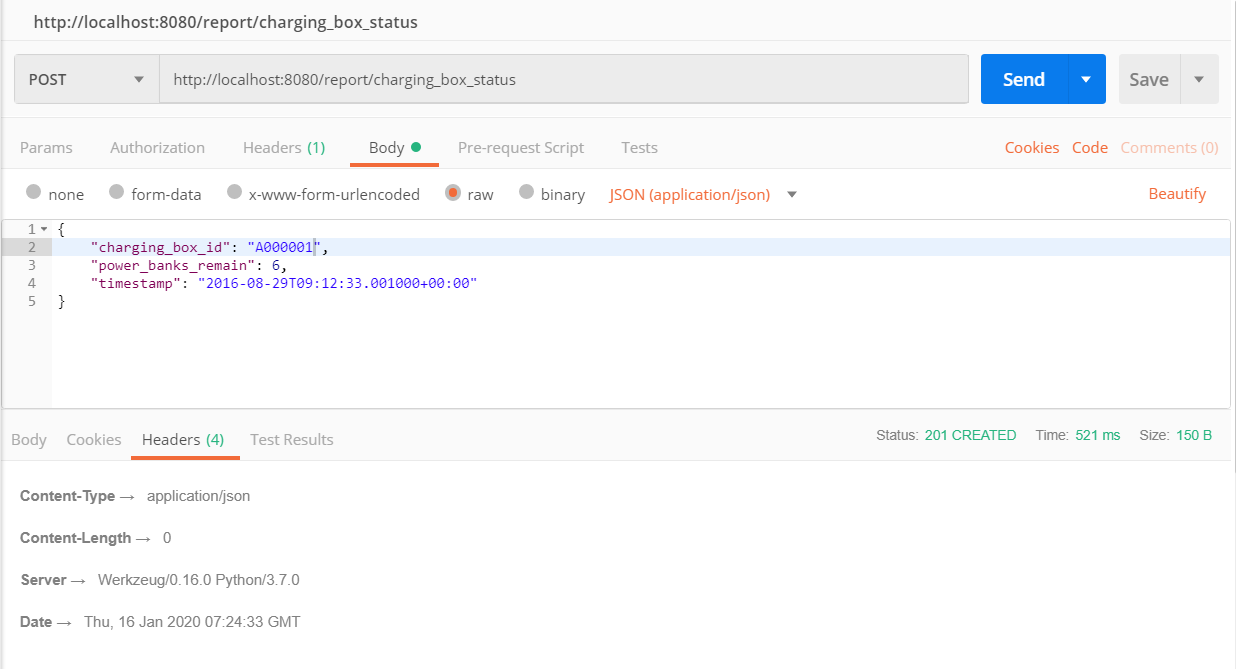 http://localhost:8080/report/charging_box_status
POST http://localhost:8080/report/charging_box_status Send Save
Params Authorization Headers (1) Body Pre-request Script Tests Cookies Code Comments (0)
none form-data x-www-form-urlencoded raw binary JSON (application/json) Beautify
1 {
2 "charging_box_id": "A000001",
3 "power_banks_remain": 6,
4 "timestamp": "2016-08-29T09:12:33.001000+00:00"
5 }
Body Cookies Headers (4) Test Results Status: 201 CREATED Time: 521 ms Size: 150 B
Content-Type → application/json
Content-Length → 0
Server → Werkzeug/0.16.0 Python/3.7.0
Date → Thu, 16 Jan 2020 07:24:33 GMT